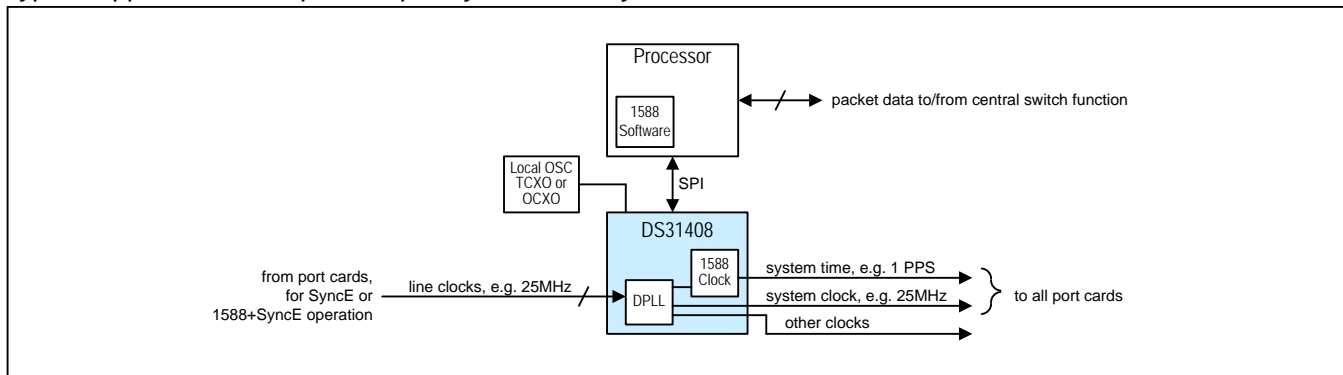 Processor
1588
Software
packet data to/from central switch function
Local OSC
TCXO or
OCXO
SPI
DS31408
from port cards,
for SyncE or
1588+SyncE operation
line clocks, e.g. 25MHz
DPLL
1588
Clock
system time, e.g. 1 PPS
system clock, e.g. 25MHz
other clocks
to all port cards